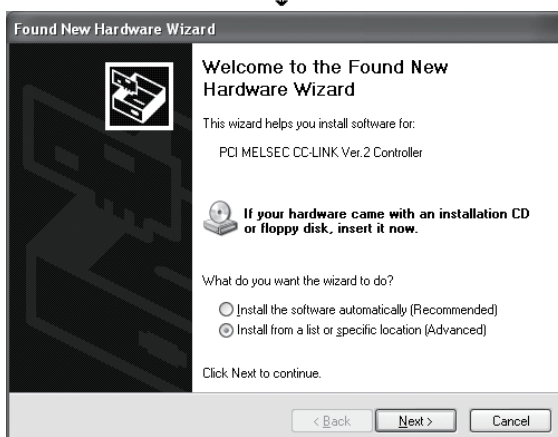 Found New Hardware Wizard
Welcome to the Found New
Hardware Wizard
This wizard helps you install software for:
PCI MELSEC CC-LINK Ver.2 Controller
If your hardware came with an installation CD
or floppy disk, insert it now.
What do you want the wizard to do?
Install the software automatically (Recommended)
Install from a list or specific location (Advanced)
Click Next to continue.
< Back
Next >
Cancel